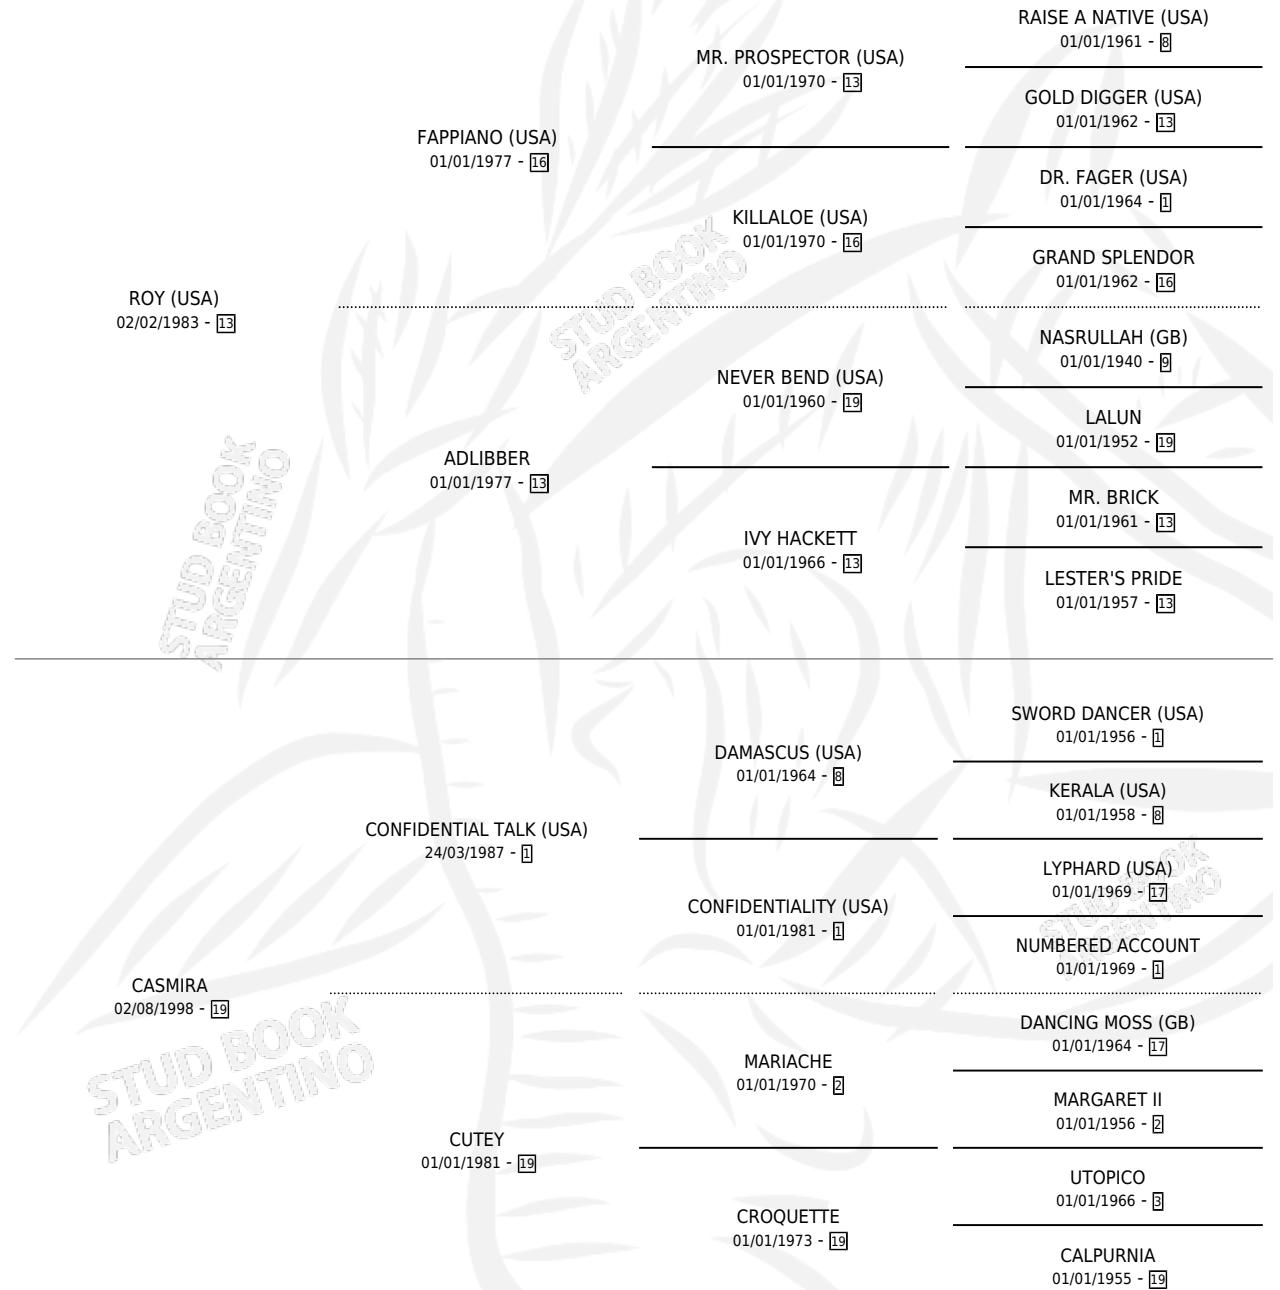 RAISE A NATIVE (USA)
01/01/1961 - 8
MR. PROSPECTOR (USA)
01/01/1970 - 13
GOLD DIGGER (USA)
01/01/1962 - 13
FAPPIANO (USA)
01/01/1977 - 16
DR. FAGER (USA)
01/01/1964 - 1
KILLALOE (USA)
01/01/1970 - 16
GRAND SPLENDOR
01/01/1962 - 16
ROY (USA)
02/02/1983 - 13
NASRULLAH (GB)
01/01/1940 - 9
NEVER BEND (USA)
01/01/1960 - 19
LALUN
01/01/1952 - 19
ADLIBBER
01/01/1977 - 13
MR. BRICK
01/01/1961 - 13
IVY HACKETT
01/01/1966 - 13
LESTER'S PRIDE
01/01/1957 - 13
SWORD DANCER (USA)
01/01/1956 - 1
DAMASCUS (USA)
01/01/1964 - 8
KERALA (USA)
01/01/1958 - 8
CONFIDENTIAL TALK (USA)
24/03/1987 - 1
LYPHARD (USA)
01/01/1969 - 17
CONFIDENTIALITY (USA)
01/01/1981 - 1
NUMBERED ACCOUNT
01/01/1969 - 1
CASMIRA
02/08/1998 - 19
DANCING MOSS (GB)
01/01/1964 - 17
MARIACHE
01/01/1970 - 2
MARGARET II
01/01/1956 - 2
CUTEY
01/01/1981 - 19
UTOPICO
01/01/1966 - 3
CROQUETTE
01/01/1973 - 19
CALPURNIA
01/01/1955 - 19
STUD BOOK
ARGENTINO
STUD BOOK
ARGENTINO
STUD BOOK
ARGENTINO
STUD BOOK
ARGENTINO